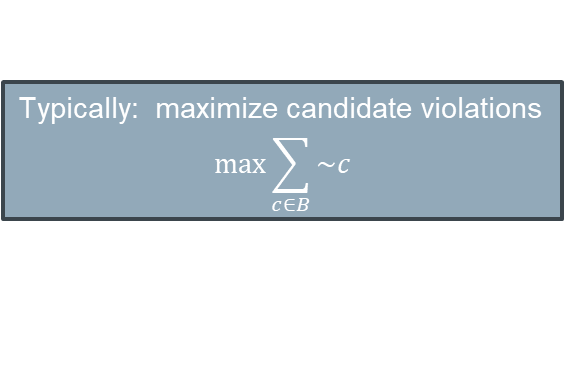 Typically:  maximize candidate violations
max ∑ ~c
c∈B